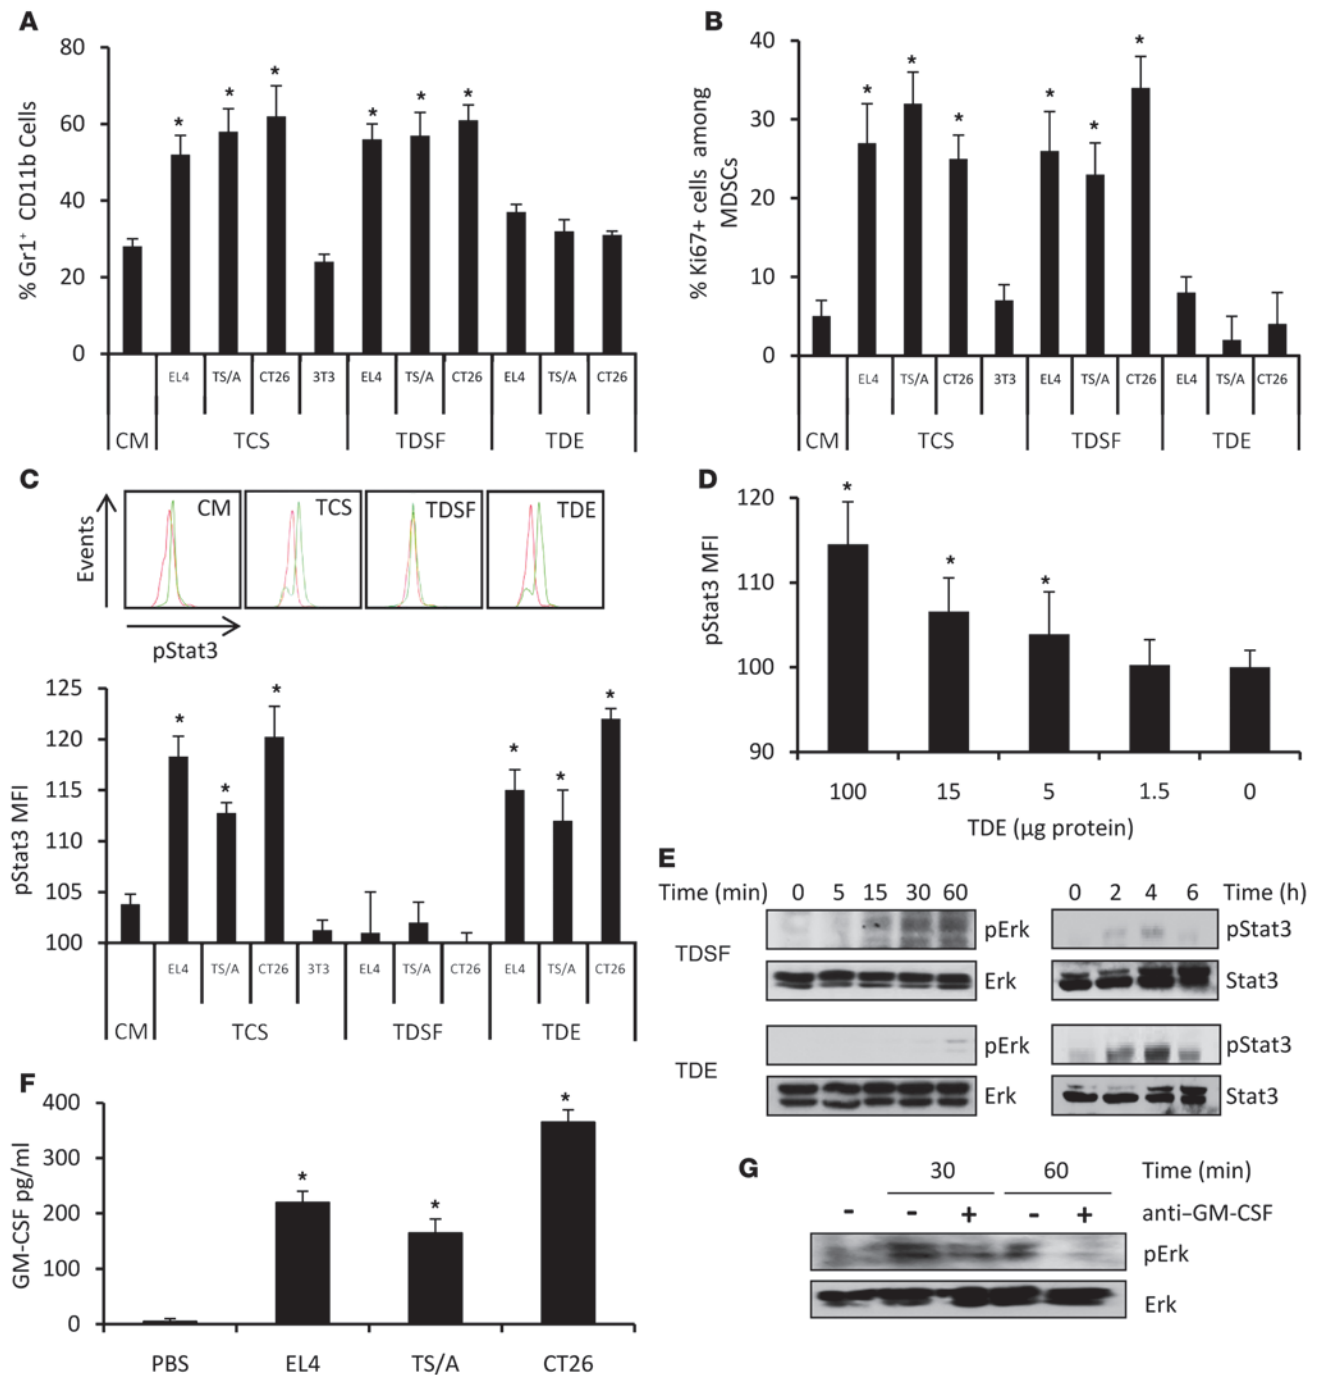 A
% Gr1+ CD11b Cells
80
60
40
20
0
EL4 TS/A CT26 3T3 EL4 TS/A CT26 EL4 TS/A CT26
CM TCS TDSF TDE
B
% Ki67+ cells among
MDSCs
40
30
20
10
0
EL4 TS/A CT26 3T3 EL4 TS/A CT26 EL4 TS/A CT26
CM TCS TDSF TDE
* * * * * *
* * * * * *
C
Events
CM TCS TDSF TDE
pStat3
pStat3 MFI
125
120
115
110
105
100
* * * * * *
EL4 TS/A CT26 3T3 EL4 TS/A CT26 EL4 TS/A CT26
CM TCS TDSF TDE
D
pStat3 MFI
120
110
100
90
* * *
100 15 5 1.5 0
TDE (μg protein)
E
Time (min) 0 5 15 30 60 0 2 4 6 Time (h)
TDSF
pErk pStat3
Erk Stat3
TDE
pErk pStat3
Erk Stat3
F
GM-CSF pg/ml
400
300
200
100
0
* * *
PBS EL4 TS/A CT26
G
30 60 Time (min)
- - + - + anti–GM-CSF
pErk
Erk